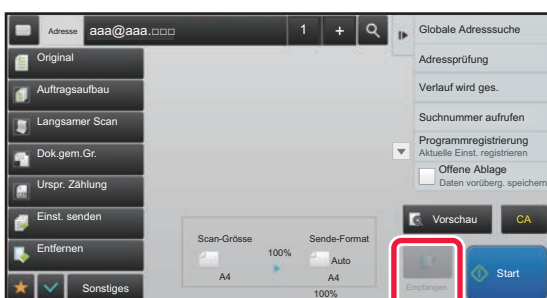 Adresse aaa@aaa.□□□ 1 +
Original
Auftragsaufbau
Langsamer Scan
Dok.gem.Gr.
Urspr. Zählung
Einst. senden
Entfernen
Sonstiges
Scan-Grösse
A4
100%
Sende-Format
Auto
A4
100%
Globale Adresssuche
Adressprüfung
Verlauf wird ges.
Suchnummer aufrufen
Programmregistrierung
Aktuelle Einst. registrieren
Offene Ablage
Daten vorüberg. speichern
Vorschau
CA
Empfangen
Start